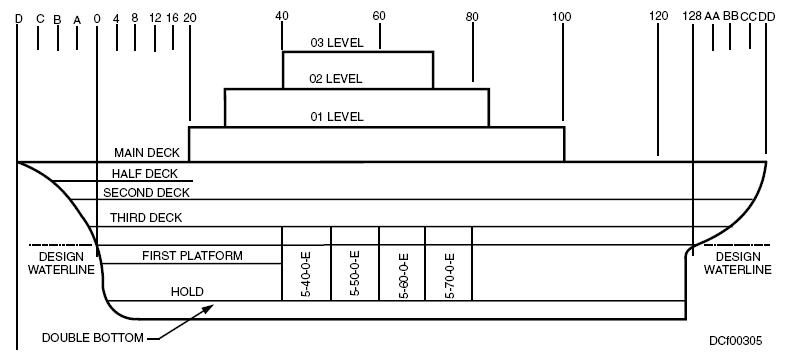 D C B A 0 4 8 12 16 20 40 60 80 100 120 128 AA BB CC DD
03 LEVEL
02 LEVEL
01 LEVEL
MAIN DECK
HALF DECK
SECOND DECK
THIRD DECK
DESIGN
WATERLINE
FIRST PLATFORM
5-40-0-E
5-50-0-E
5-60-0-E
5-70-0-E
DESIGN
WATERLINE
HOLD
DOUBLE BOTTOM
DCf00305